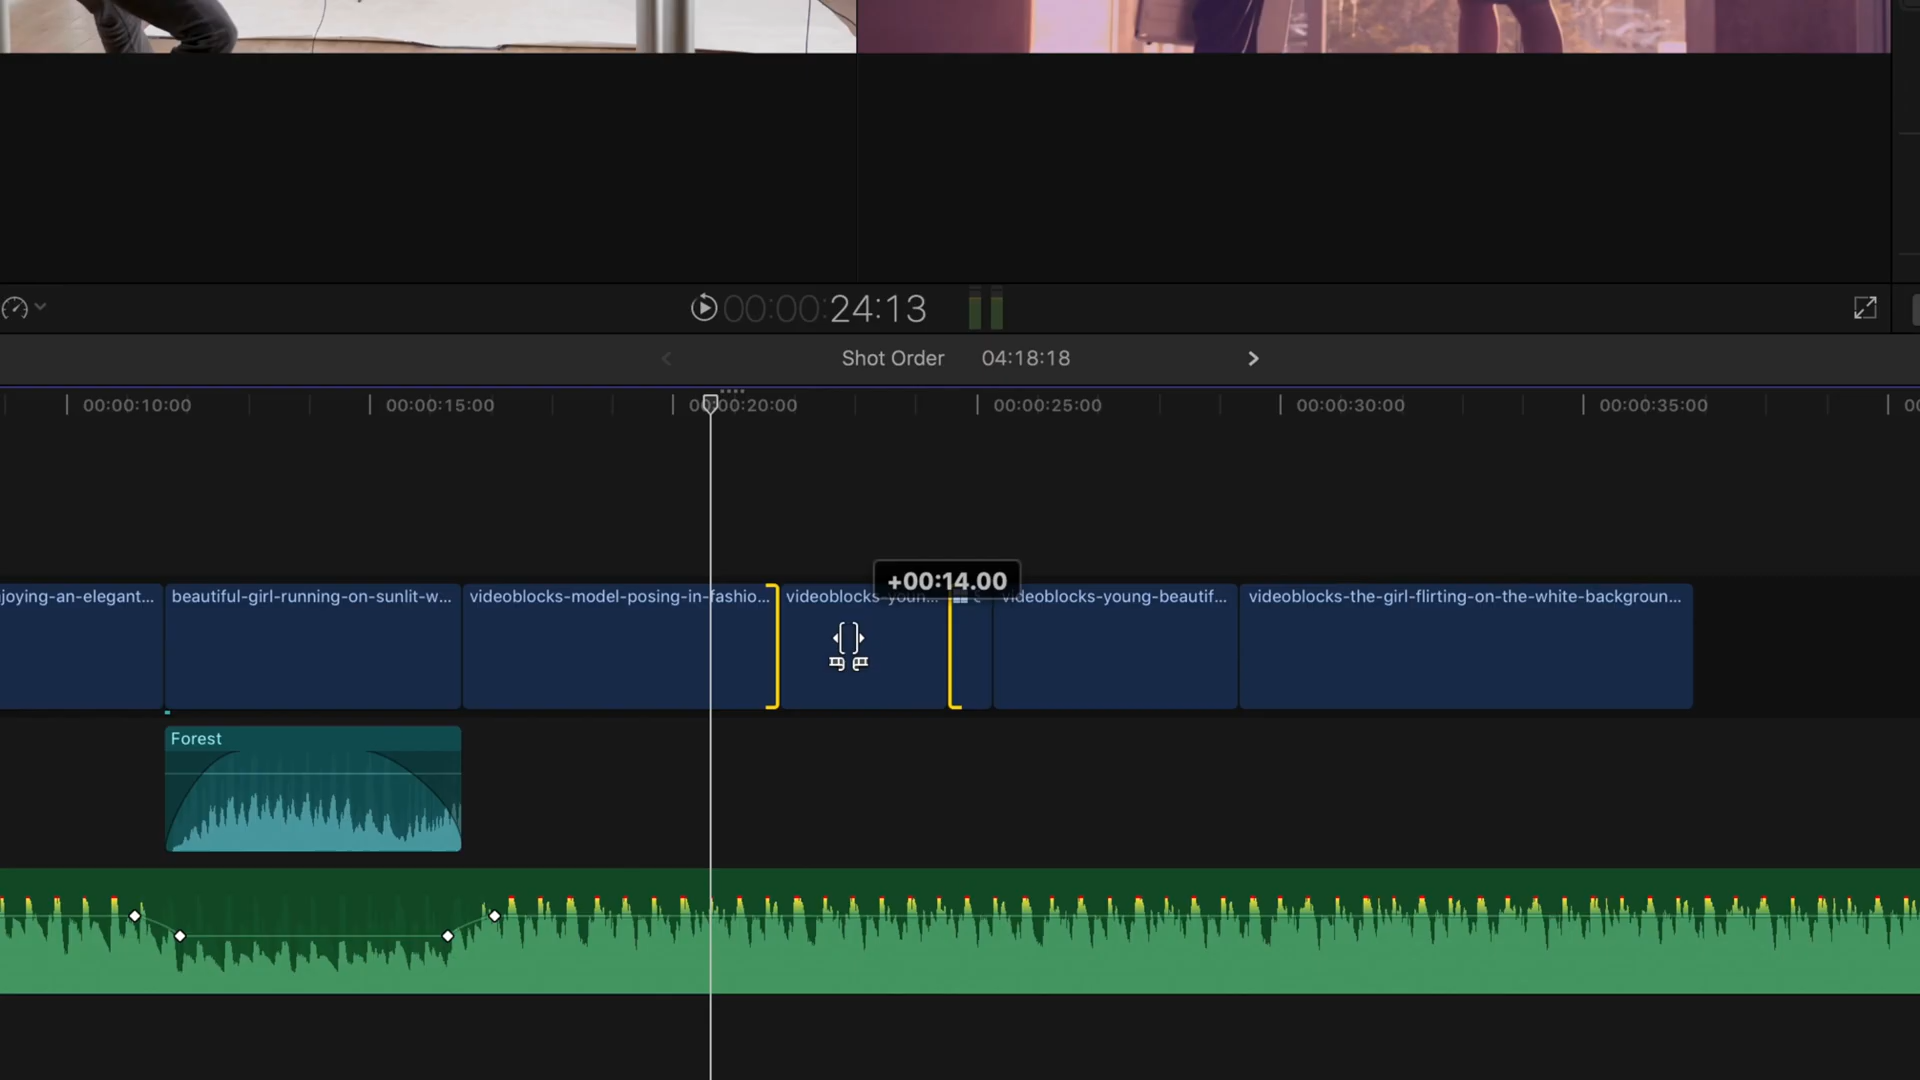 00:00:24:13
Shot Order 04:18:18
00:00:10:00 00:00:15:00 00:00:20:00 00:00:25:00 00:00:30:00 00:00:35:00
+00:14.00
joying-an-elegant... beautiful-girl-running-on-sunlit-w... videoblocks-model-posing-in-fashio... videoblocks-youn... videoblocks-young-beautif... videoblocks-the-girl-flirting-on-the-white-backgroun...
Forest